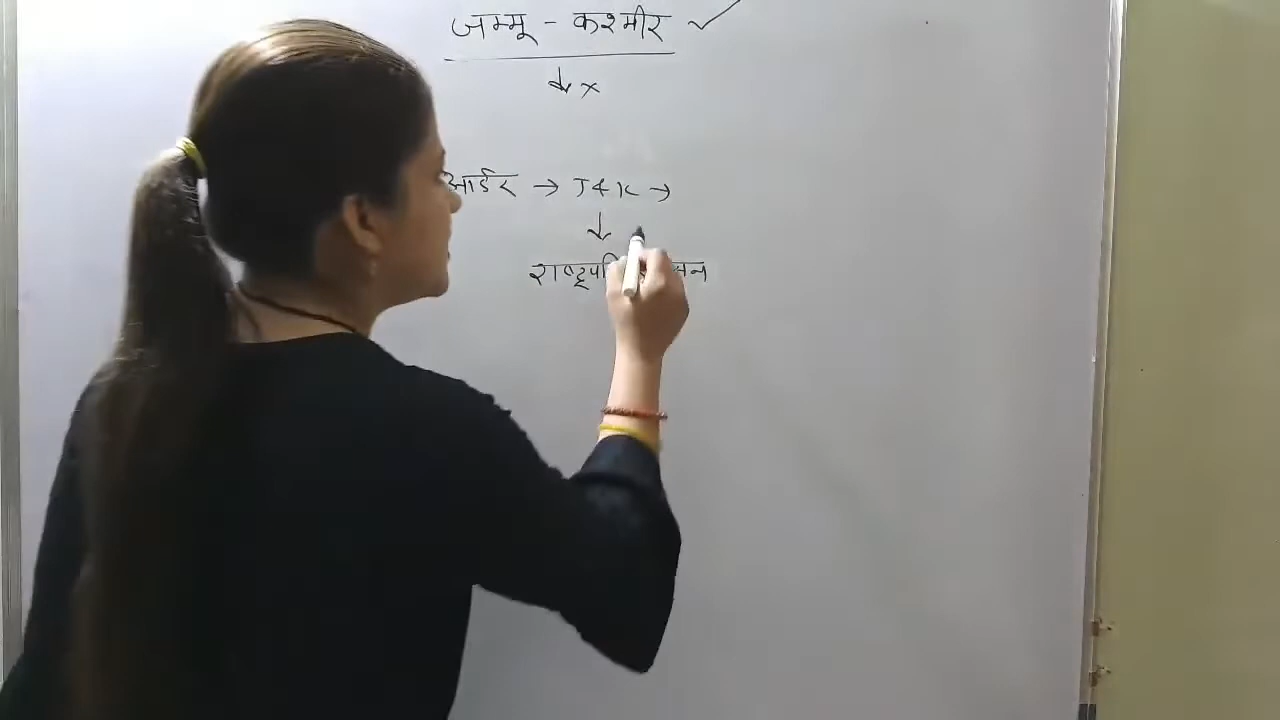 जम्मू - कश्मीर ✓
↓ x
आर्डर → J & K →
↓